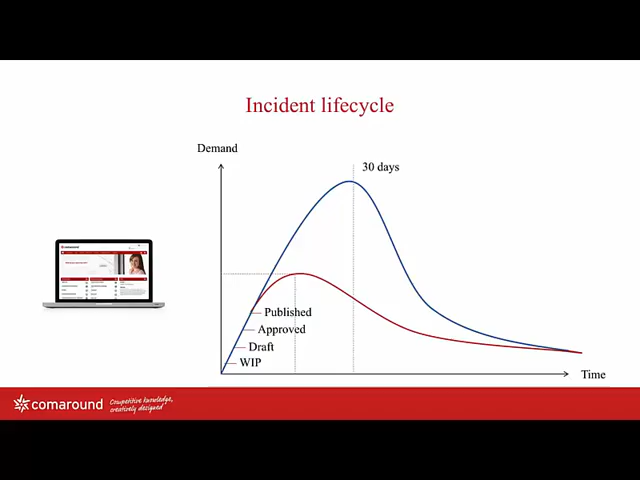 Incident lifecycle
Demand
30 days
Published
Approved
Draft
WIP
Time
comaround
Competitive knowledge,
creatively designed